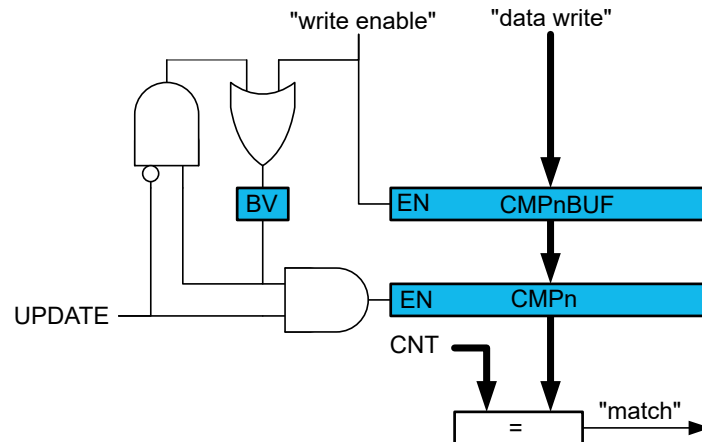 "write enable" "data write"
BV
EN CMPnBUF
EN CMPn
UPDATE
CNT
=
"match"